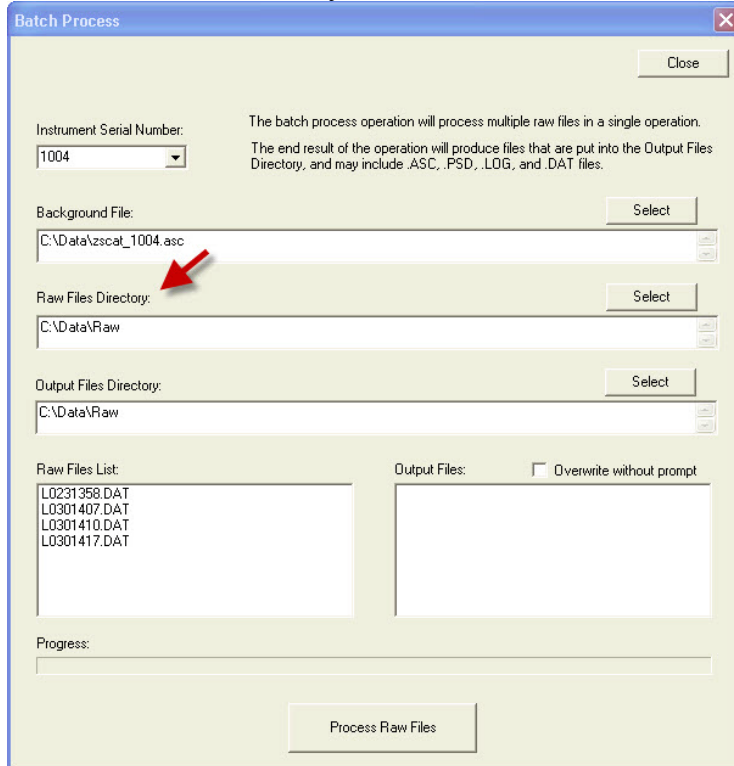 Batch Process
Close
Instrument Serial Number:
1004
The batch process operation will process multiple raw files in a single operation.
The end result of the operation will produce files that are put into the Output Files
Directory, and may include .ASC, .PSD, .LOG, and .DAT files.
Background File:
Select
C:\Data\zscat_1004.asc
Raw Files Directory:
Select
C:\Data\Raw
Output Files Directory:
Select
C:\Data\Raw
Raw Files List:
L0231358.DAT
L0301407.DAT
L0301410.DAT
L0301417.DAT
Output Files:
Overwrite without prompt
Progress:
Process Raw Files